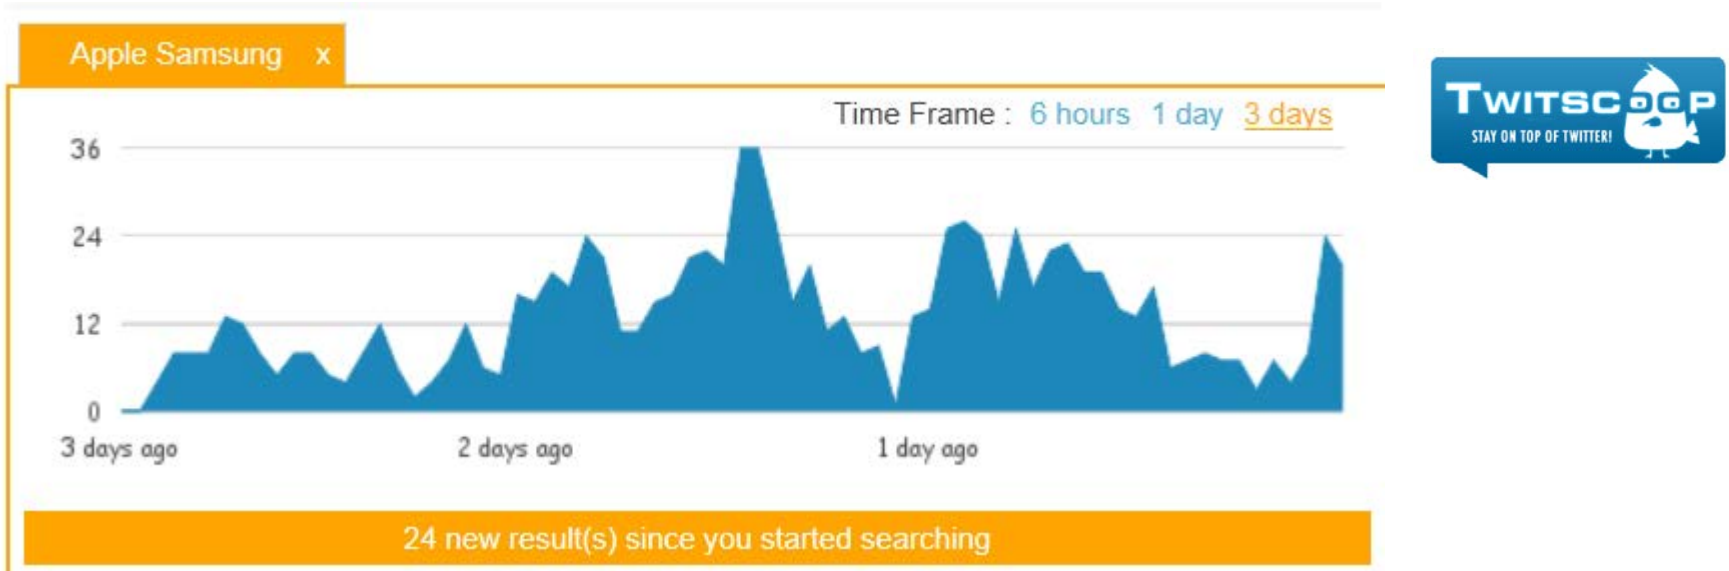 Apple Samsung x
Time Frame : 6 hours 1 day 3 days
TWITSCOOP
STAY ON TOP OF TWITTER!
36
24
12
0
3 days ago 2 days ago 1 day ago
24 new result(s) since you started searching